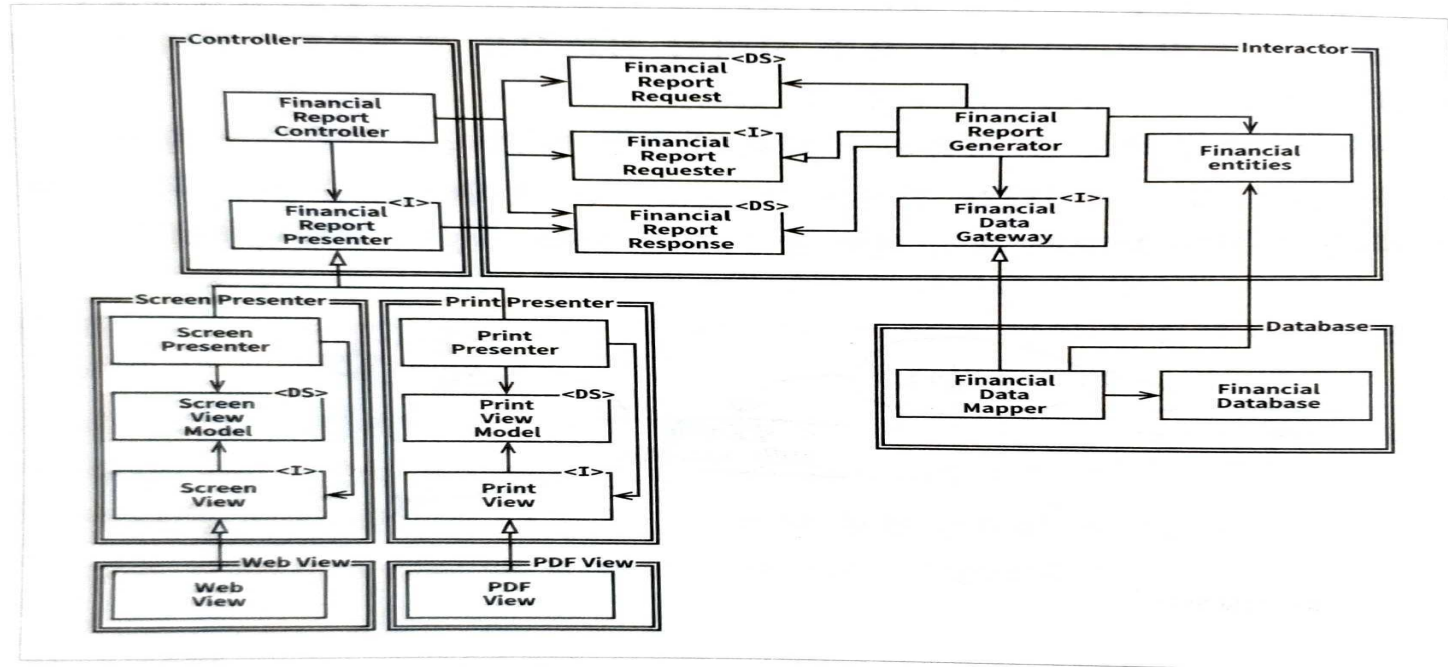 Controller
Interactor
Financial
Report
Controller
<I>
Financial
Report
Presenter
<DS>
Financial
Report
Request
<I>
Financial
Report
Requester
<DS>
Financial
Report
Response
Financial
Report
Generator
Financial
entities
<I>
Financial
Data
Gateway
Screen Presenter
Screen
Presenter
<DS>
Screen
View
Model
<I>
Screen
View
Print Presenter
Print
Presenter
<DS>
Print
View
Model
<I>
Print
View
Database
Financial
Data
Mapper
Financial
Database
Web View
Web
View
PDF View
PDF
View